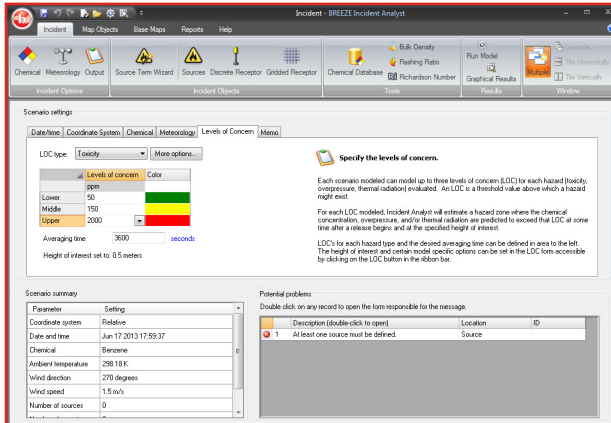 Incident - BREEZE Incident Analyst
Incident Map Objects Base Maps Reports Help
Chemical Meteorology Output Source Term Wizard Sources Discrete Receptor Gridded Receptor Chemical Database
Bulk Density
Flashing Ratio
Richardson Number
Run Model
Graphical Results
Multiple
Cascade
Tile Horizontally
Tile Vertically
Incident Options Incident Objects Tools Results Window
Scenario settings
Date/time Coordinate System Chemical Meteorology Levels of Concern Memo
LOC type: Toxicity More options...
Levels of concern Color
ppm
Lower 50
Middle 150
Upper 2000
Averaging time 3600 seconds
Height of interest set to: 0.5 meters
Specify the levels of concern.
Each scenario modeled can model up to three levels of concern (LOC) for each hazard (toxicity,
overpressure, thermal radiation) evaluated. An LOC is a threshold value above which a hazard
might exist.
For each LOC modeled, Incident Analyst will estimate a hazard zone where the chemical
concentration, overpressure, and/or thermal radiation are predicted to exceed that LOC at some
time after a release begins and at the specified height of interest.
LOC's for each hazard type and the desired averaging time can be defined in area to the left.
The height of interest and certain model specific options can be set in the LOC form accessible
by clicking on the LOC button in the ribbon bar.
Scenario summary
Parameter Setting
Coordinate system Relative
Date and time Jun 17 2013 17:59:37
Chemical Benzene
Ambient temperature 298.18 K
Wind direction 270 degrees
Wind speed 1.5 m/s
Number of sources 0
Potential problems
Double click on any record to open the form responsible for the message.
Description (double-click to open) Location ID
1 At least one source must be defined. Source